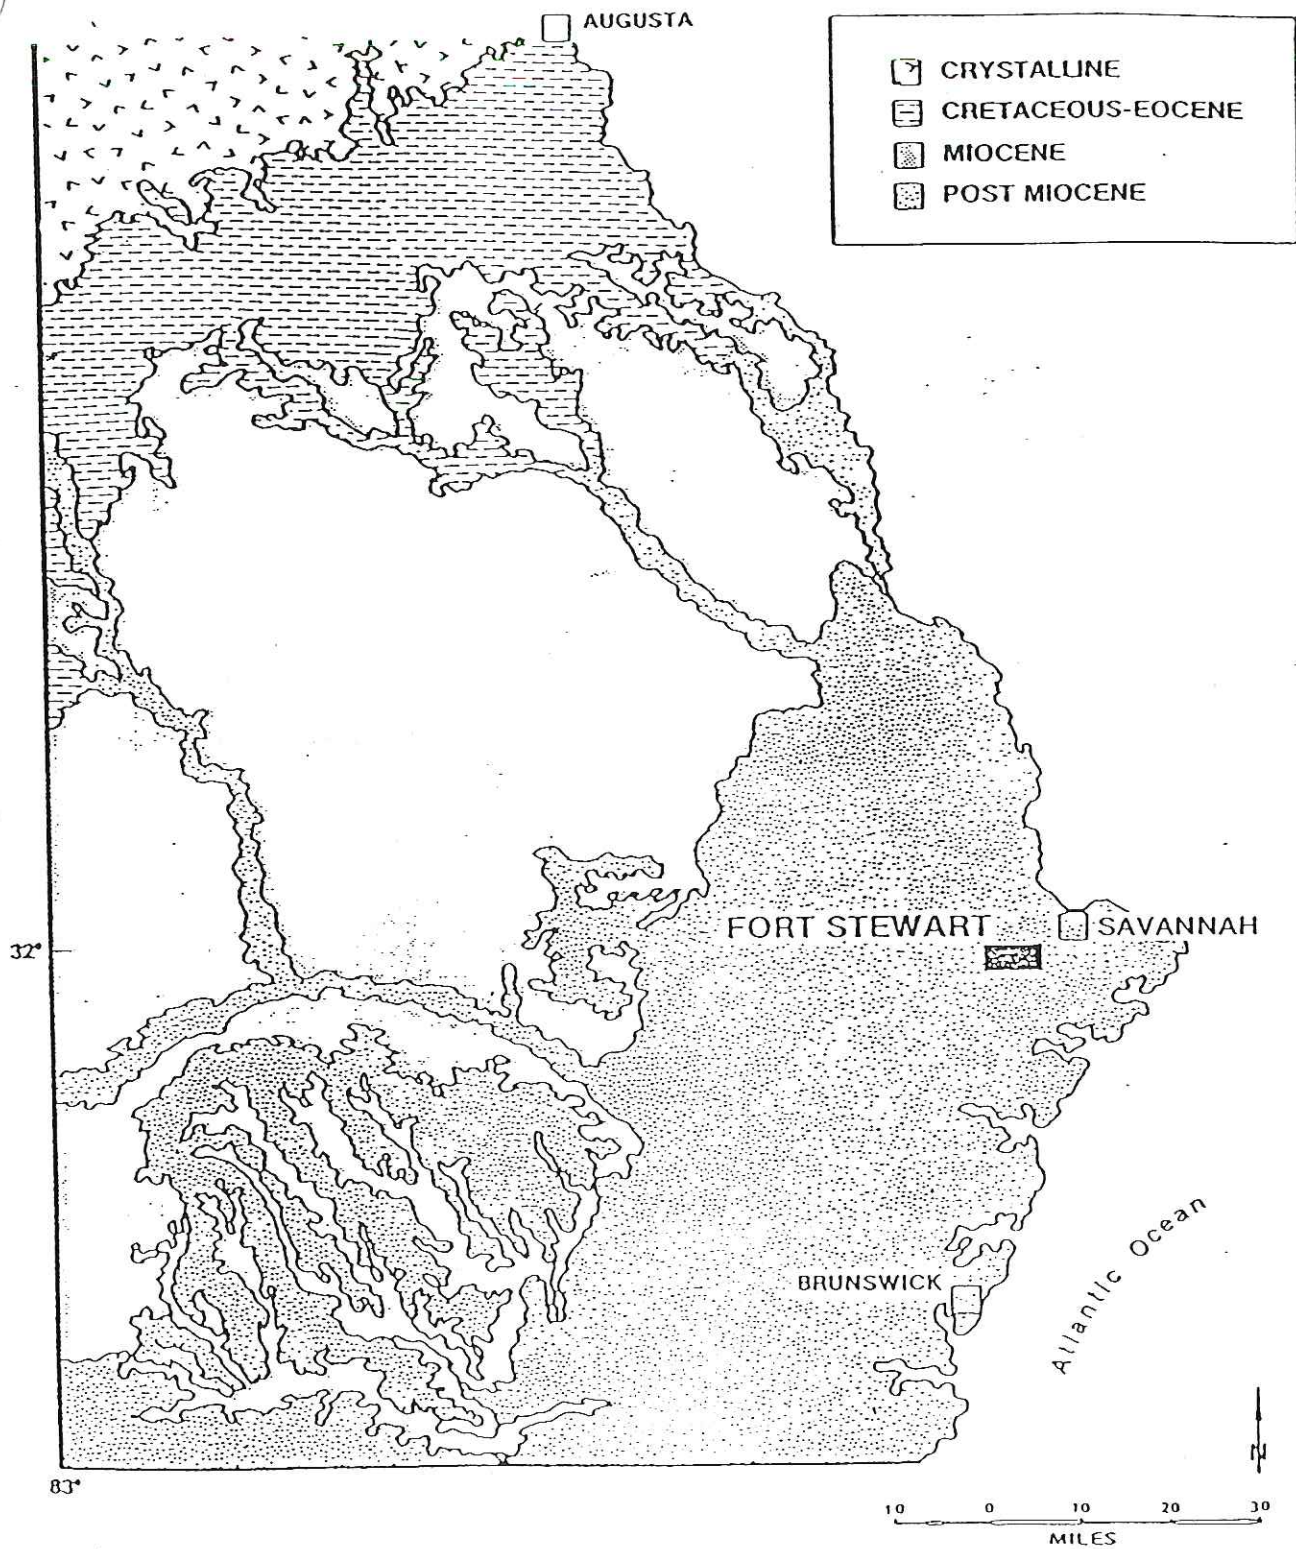 AUGUSTA
CRYSTALLINE
CRETACEOUS-EOCENE
MIOCENE
POST MIOCENE
FORT STEWART
SAVANNAH
32°
BRUNSWICK
Atlantic Ocean
N
83°
10 0 10 20 30
MILES